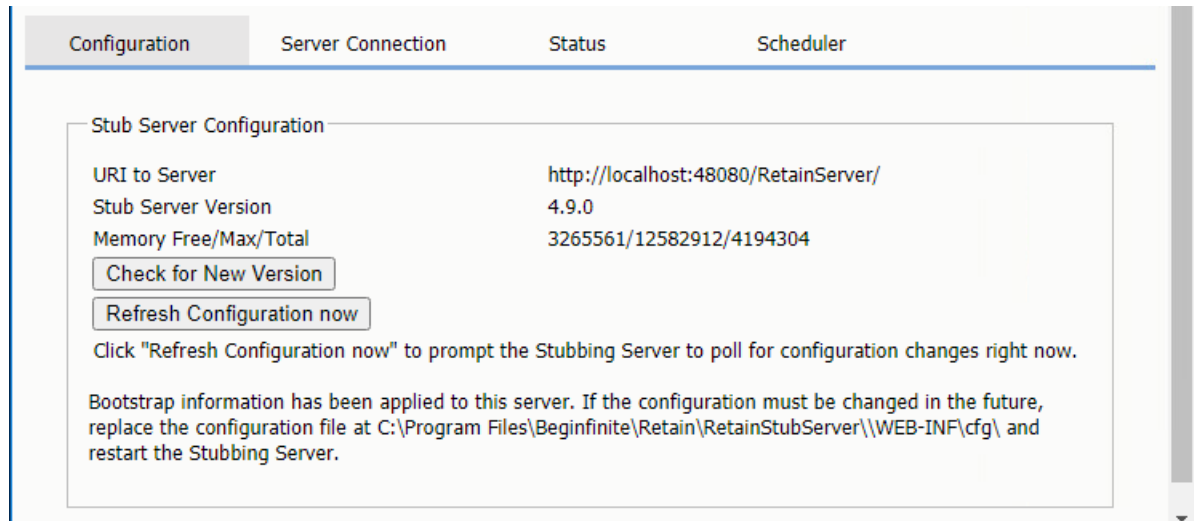 Configuration Server Connection Status Scheduler
Stub Server Configuration
URI to Server http://localhost:48080/RetainServer/
Stub Server Version 4.9.0
Memory Free/Max/Total 3265561/12582912/4194304
Check for New Version
Refresh Configuration now
Click "Refresh Configuration now" to prompt the Stubbing Server to poll for configuration changes right now.
Bootstrap information has been applied to this server. If the configuration must be changed in the future,
replace the configuration file at C:\Program Files\Beginfinite\Retain\RetainStubServer\\WEB-INF\cfg\ and
restart the Stubbing Server.